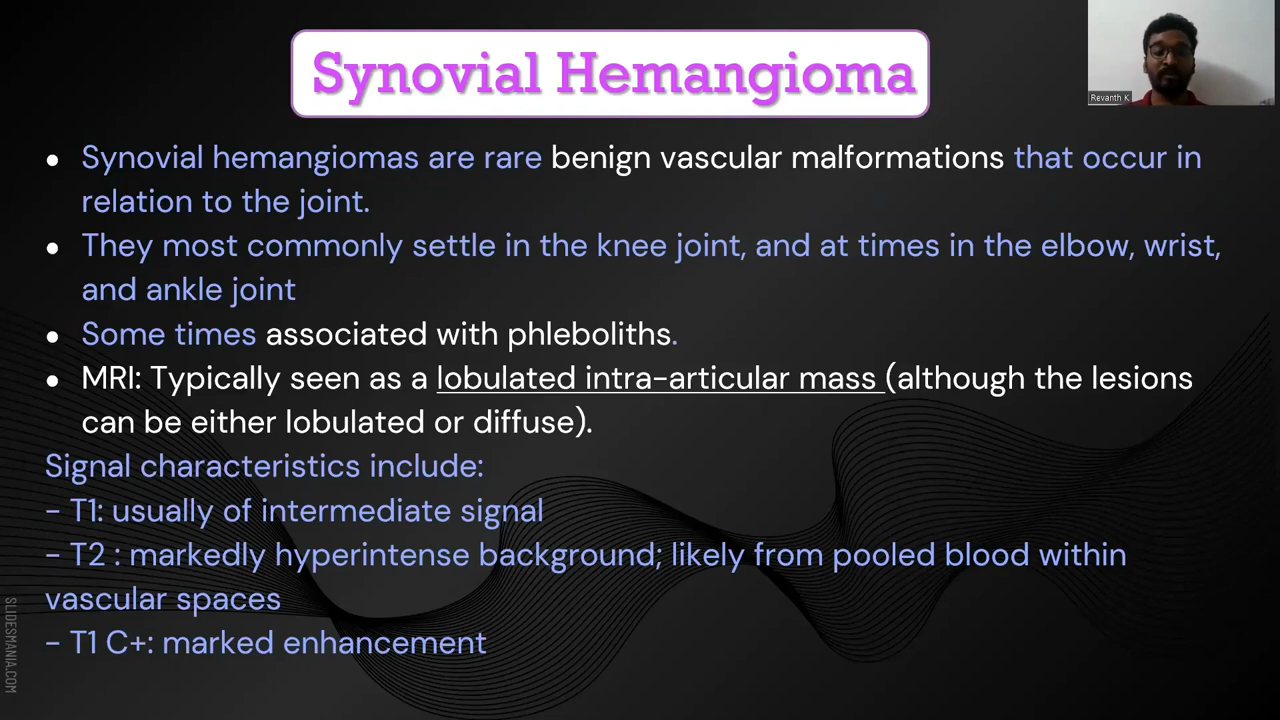 Synovial Hemangioma
Revanth K
● Synovial hemangiomas are rare benign vascular malformations that occur in
relation to the joint.
● They most commonly settle in the knee joint, and at times in the elbow, wrist,
and ankle joint
● Some times associated with phleboliths.
● MRI: Typically seen as a lobulated intra-articular mass (although the lesions
can be either lobulated or diffuse).
Signal characteristics include:
- T1: usually of intermediate signal
- T2 : markedly hyperintense background; likely from pooled blood within
vascular spaces
- T1 C+: marked enhancement
SLIDESMANIA.COM